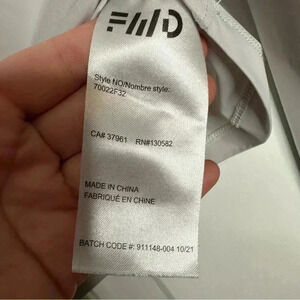 FWD
Style NO/Nombre style:
70022F32
CA# 37961 RN#130582
MADE IN CHINA
FABRIQUÉ EN CHINE
BATCH CODE #: 911148-004 10/21